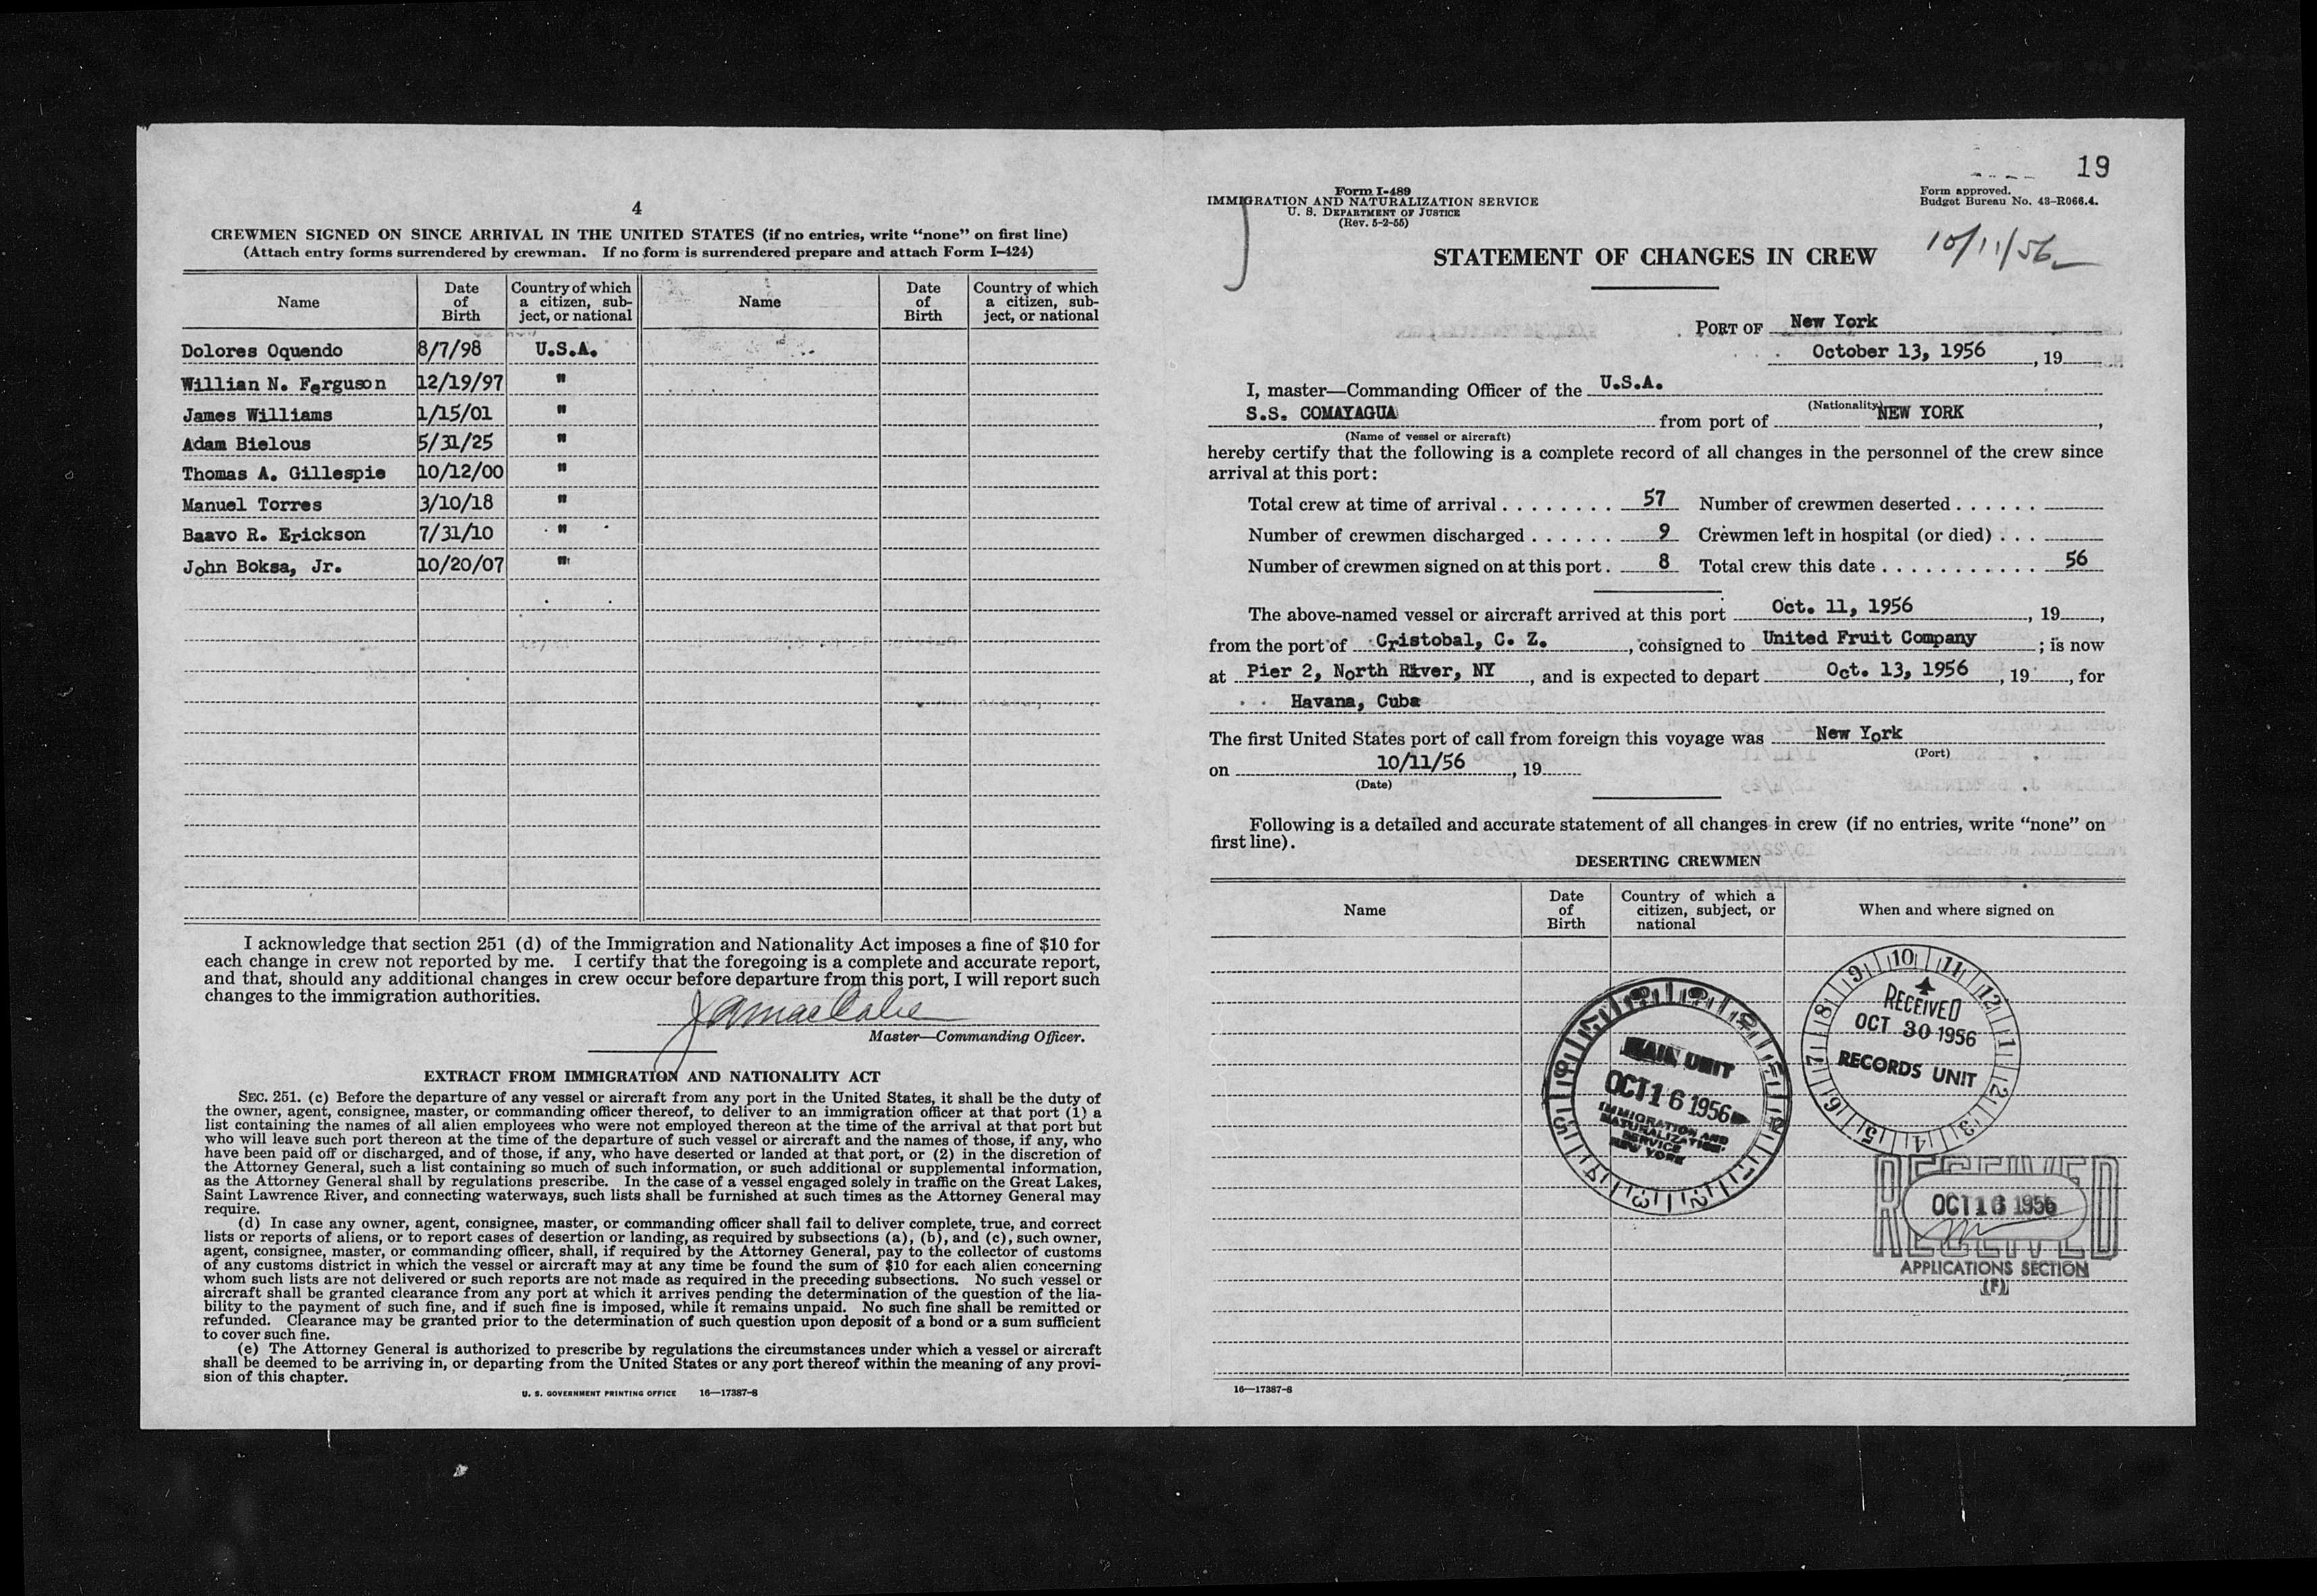 4
CREWMEN SIGNED ON SINCE ARRIVAL IN THE UNITED STATES (if no entries, write “none” on first line)
(Attach entry forms surrendered by crewman. If no form is surrendered prepare and attach Form I-424)
Name | Date of Birth | Country of which a citizen, subject, or national | Name | Date of Birth | Country of which a citizen, subject, or national
Dolores Oquendo 8/7/98 U.S.A.
Willian N. Ferguson 12/19/97 "
James Williams 1/15/01 "
Adam Bielous 5/31/25 "
Thomas A. Gillespie 10/12/00 "
Manuel Torres 3/10/18 "
Baavo R. Erickson 7/31/10 "
John Boksa, Jr. 10/20/07 "
I acknowledge that section 251 (d) of the Immigration and Nationality Act imposes a fine of $10 for
each change in crew not reported by me. I certify that the foregoing is a complete and accurate report,
and that, should any additional changes in crew occur before departure from this port, I will report such
changes to the immigration authorities.
Master—Commanding Officer.
EXTRACT FROM IMMIGRATION AND NATIONALITY ACT
SEC. 251. (c) Before the departure of any vessel or aircraft from any port in the United States, it shall be the duty of
the owner, agent, consignee, master, or commanding officer thereof, to deliver to an immigration officer at that port (1) a
list containing the names of all alien employees who were not employed thereon at the time of the arrival at that port but
who will leave such port thereon at the time of the departure of such vessel or aircraft and the names of those, if any, who
have been paid off or discharged, and of those, if any, who have deserted or landed at that port, or (2) in the discretion of
the Attorney General, such a list containing so much of such information, or such additional or supplemental information,
as the Attorney General shall by regulations prescribe. In the case of a vessel engaged solely in traffic on the Great Lakes,
Saint Lawrence River, and connecting waterways, such lists shall be furnished at such times as the Attorney General may
require.
(d) In case any owner, agent, consignee, master, or commanding officer shall fail to deliver complete, true, and correct
lists or reports of aliens, or to report cases of desertion or landing, as required by subsections (a), (b), and (c), such owner,
agent, consignee, master, or commanding officer, shall, if required by the Attorney General, pay to the collector of customs
of any customs district in which the vessel or aircraft may at any time be found the sum of $10 for each alien concerning
whom such lists are not delivered or such reports are not made as required in the preceding subsections. No such vessel or
aircraft shall be granted clearance from any port at which it arrives pending the determination of the question of the lia-
bility to the payment of such fine, and if such fine is imposed, while it remains unpaid. No such fine shall be remitted or
refunded. Clearance may be granted prior to the determination of such question upon deposit of a bond or a sum sufficient
to cover such fine.
(e) The Attorney General is authorized to prescribe by regulations the circumstances under which a vessel or aircraft
shall be deemed to be arriving in, or departing from the United States or any port thereof within the meaning of any provi-
sion of this chapter.
U. S. GOVERNMENT PRINTING OFFICE 16—17387-8
19
Form I-489
IMMIGRATION AND NATURALIZATION SERVICE
U. S. DEPARTMENT OF JUSTICE
(Rev. 5-2-55)
Form approved.
Budget Bureau No. 43-R066.4.
10/11/56
STATEMENT OF CHANGES IN CREW
PORT OF New York
October 13, 1956, 19
I, master—Commanding Officer of the U.S.A.
(Nationality)
S.S. COMAYAGUA from port of NEW YORK,
(Name of vessel or aircraft)
hereby certify that the following is a complete record of all changes in the personnel of the crew since
arrival at this port:
Total crew at time of arrival 57 Number of crewmen deserted
Number of crewmen discharged 9 Crewmen left in hospital (or died)
Number of crewmen signed on at this port 8 Total crew this date 56
The above-named vessel or aircraft arrived at this port Oct. 11, 1956, 19,
from the port of Cristobal, C. Z., consigned to United Fruit Company; is now
at Pier 2, North River, NY, and is expected to depart Oct. 13, 1956, 19, for
Havana, Cuba
The first United States port of call from foreign this voyage was New York
(Port)
on 10/11/56, 19
(Date)
Following is a detailed and accurate statement of all changes in crew (if no entries, write “none” on
first line).
DESERTING CREWMEN
Name | Date of Birth | Country of which a citizen, subject, or national | When and where signed on
MAIN UNIT
OCT 16 1956
IMMIGRATION AND
NATURALIZATION
SERVICE
NEW YORK
10 11 12 1 2 3 4 5 6 7 8 9
RECEIVED
OCT 30 1956
RECORDS UNIT
RECEIVED
OCT 16 1956
APPLICATIONS SECTION
(F)
16—17387-8